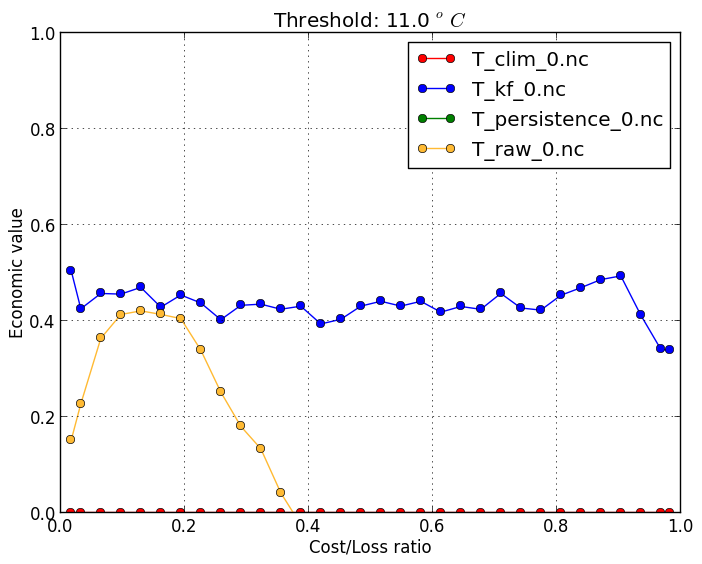 Threshold: 11.0 ° C
T_clim_0.nc
T_kf_0.nc
T_persistence_0.nc
T_raw_0.nc
Economic value
1.0
0.8
0.6
0.4
0.2
0.0
0.0 0.2 0.4 0.6 0.8 1.0
Cost/Loss ratio